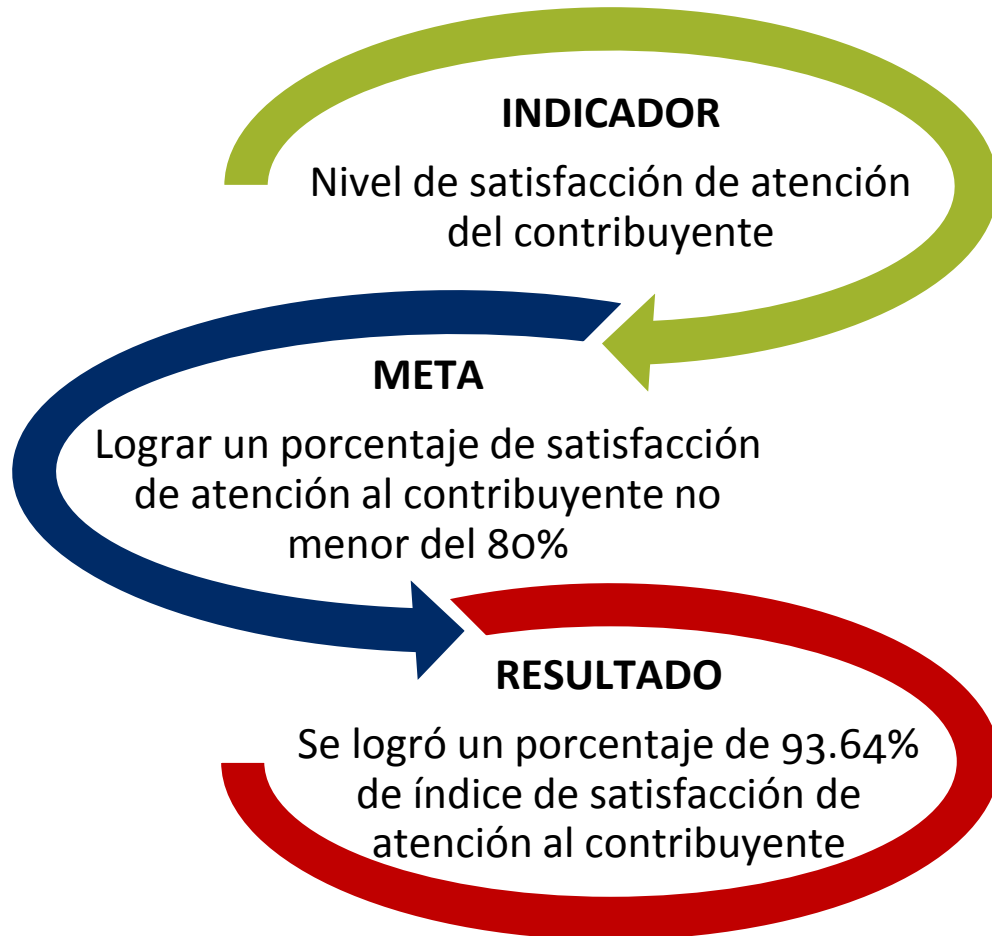 INDICADOR
Nivel de satisfacción de atención
del contribuyente
META
Lograr un porcentaje de satisfacción
de atención al contribuyente no
menor del 80%
RESULTADO
Se logró un porcentaje de 93.64%
de índice de satisfacción de
atención al contribuyente